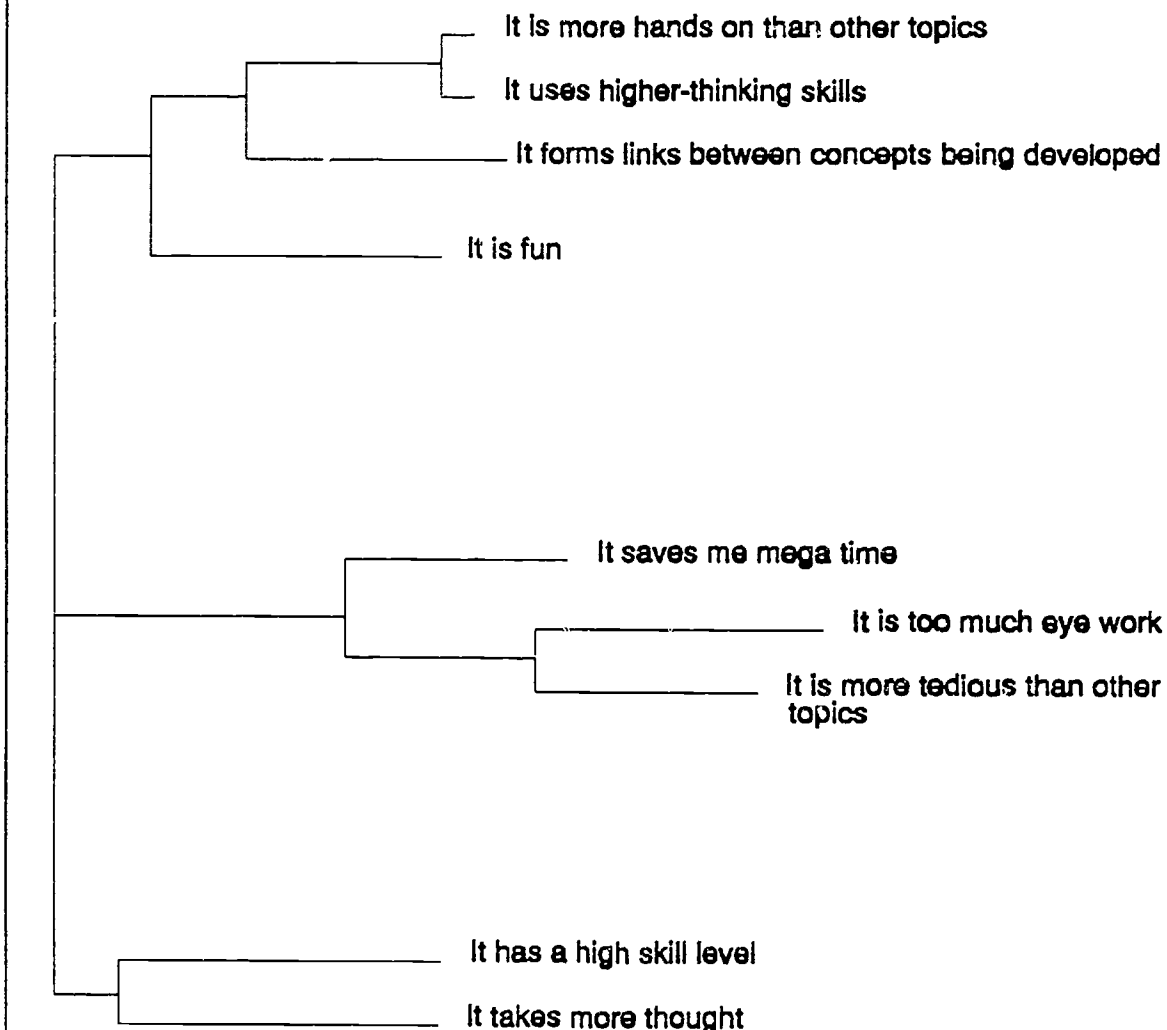 It is more hands on than other topics
It uses higher-thinking skills
It forms links between concepts being developed
It is fun
It saves me mega time
It is too much eye work
It is more tedious than other
topics
It has a high skill level
It takes more thought